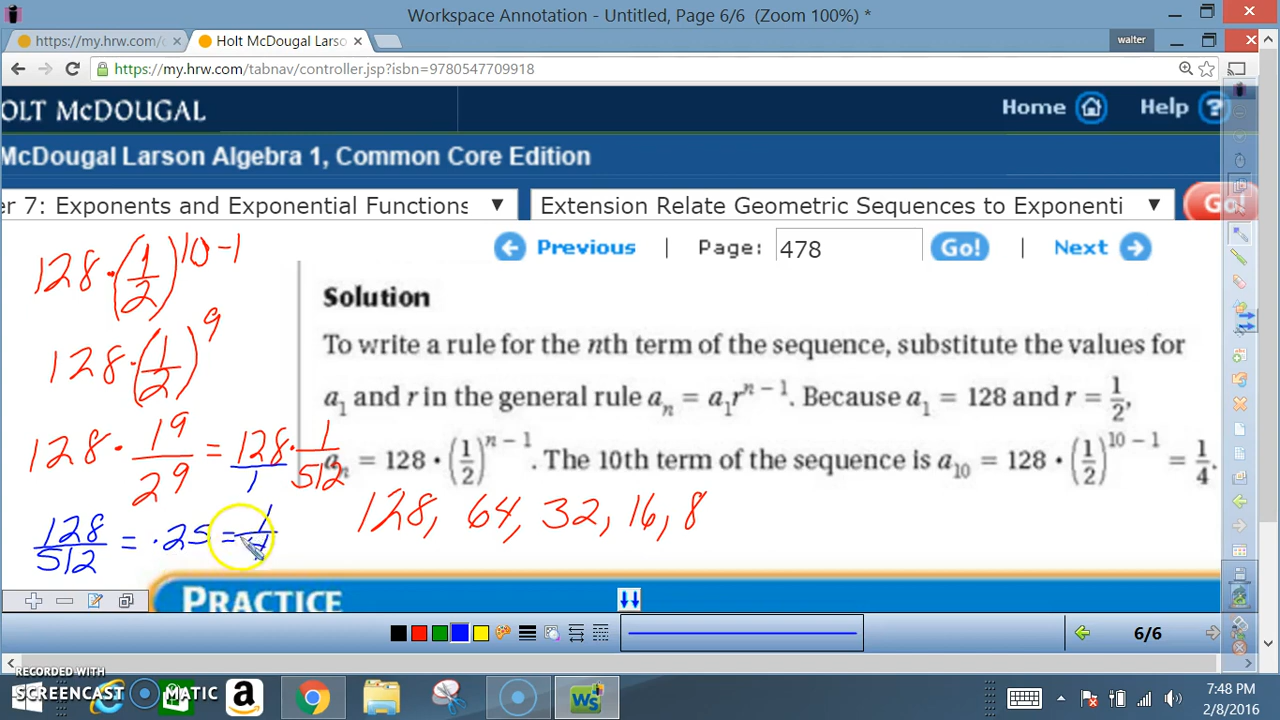 Workspace Annotation - Untitled, Page 6/6 (Zoom 100%) *
https://my.hrw.com/ × Holt McDougal Larso × walter
https://my.hrw.com/tabnav/controller.jsp?isbn=9780547709918
OLT MCDOUGAL Home Help ?
McDougal Larson Algebra 1, Common Core Edition
er 7: Exponents and Exponential Functions Extension Relate Geometric Sequences to Exponenti Go!
Previous | Page: 478 Go! | Next
128·(1/2)^10-1
Solution
To write a rule for the nth term of the sequence, substitute the values for
128·(1/2)^9
a₁ and r in the general rule aₙ = a₁rⁿ⁻¹. Because a₁ = 128 and r = 1/2,
128·1^9/2^9 = 128/1·1/512
= 128 • (1/2)^n-1. The 10th term of the sequence is a₁₀ = 128 • (1/2)^10-1 = 1/4.
128, 64, 32, 16, 8
128/512 = .25 = 1/4
PRACTICE
6/6
RECORDED WITH
SCREENCAST MATIC
7:48 PM
2/8/2016